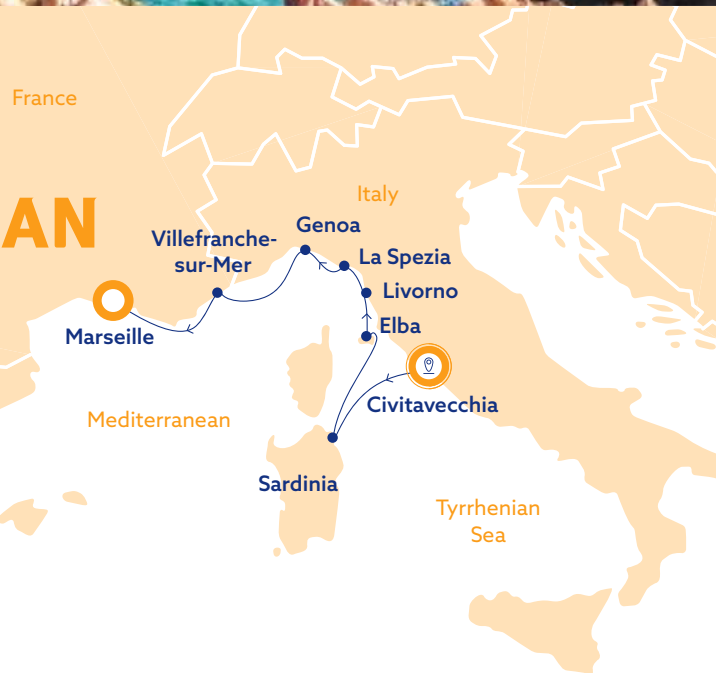 France
Italy
AN
Genoa
Villefranche-
sur-Mer
La Spezia
Livorno
Elba
Marseille
Civitavecchia
Mediterranean
Sardinia
Tyrrhenian
Sea